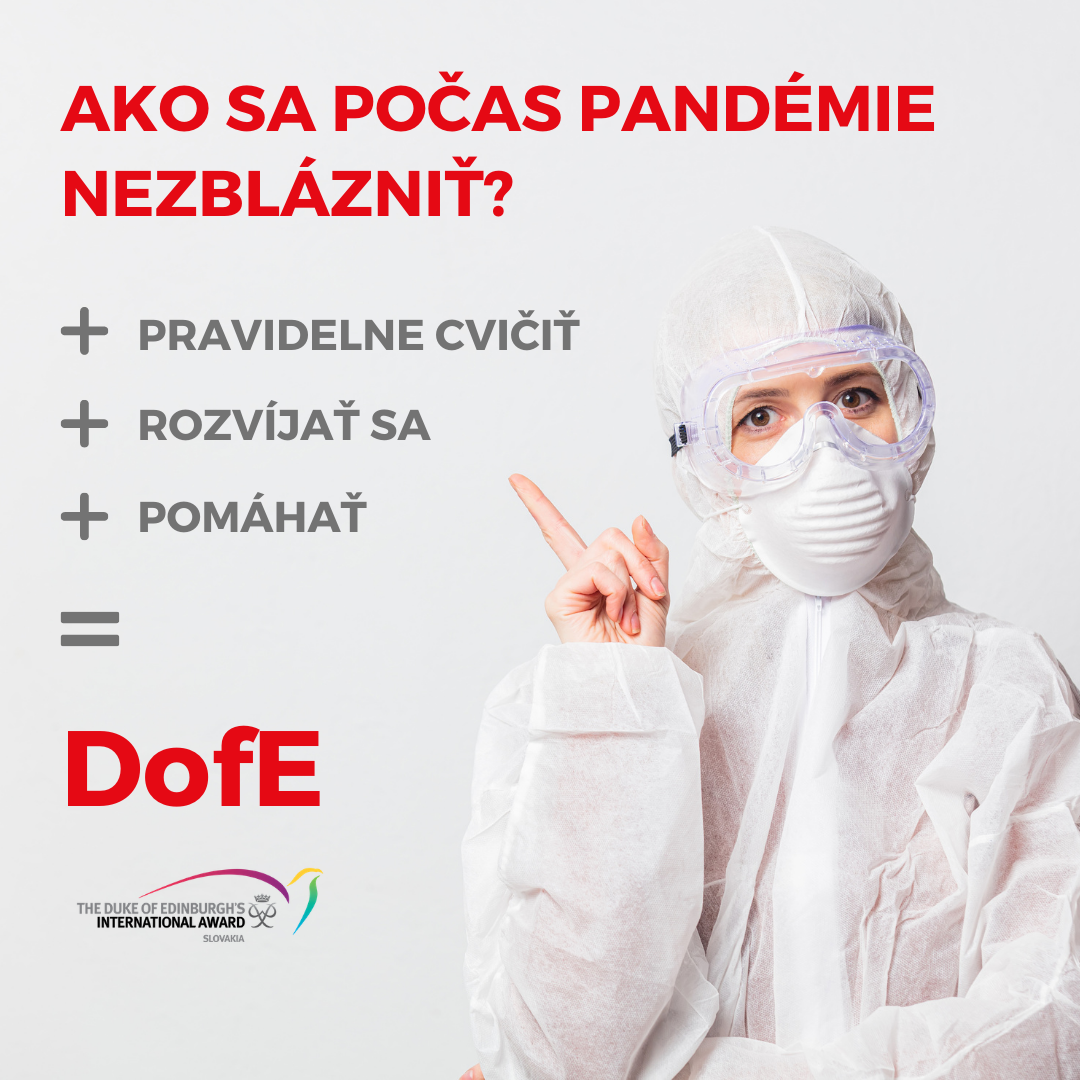 AKO SA POČAS PANDÉMIE
NEZBLÁZNIŤ?
+ PRAVIDELNE CVIČIŤ
+ ROZVÍJAŤ SA
+ POMÁHAŤ
=
DofE
THE DUKE OF EDINBURGH'S
INTERNATIONAL AWARD
SLOVAKIA